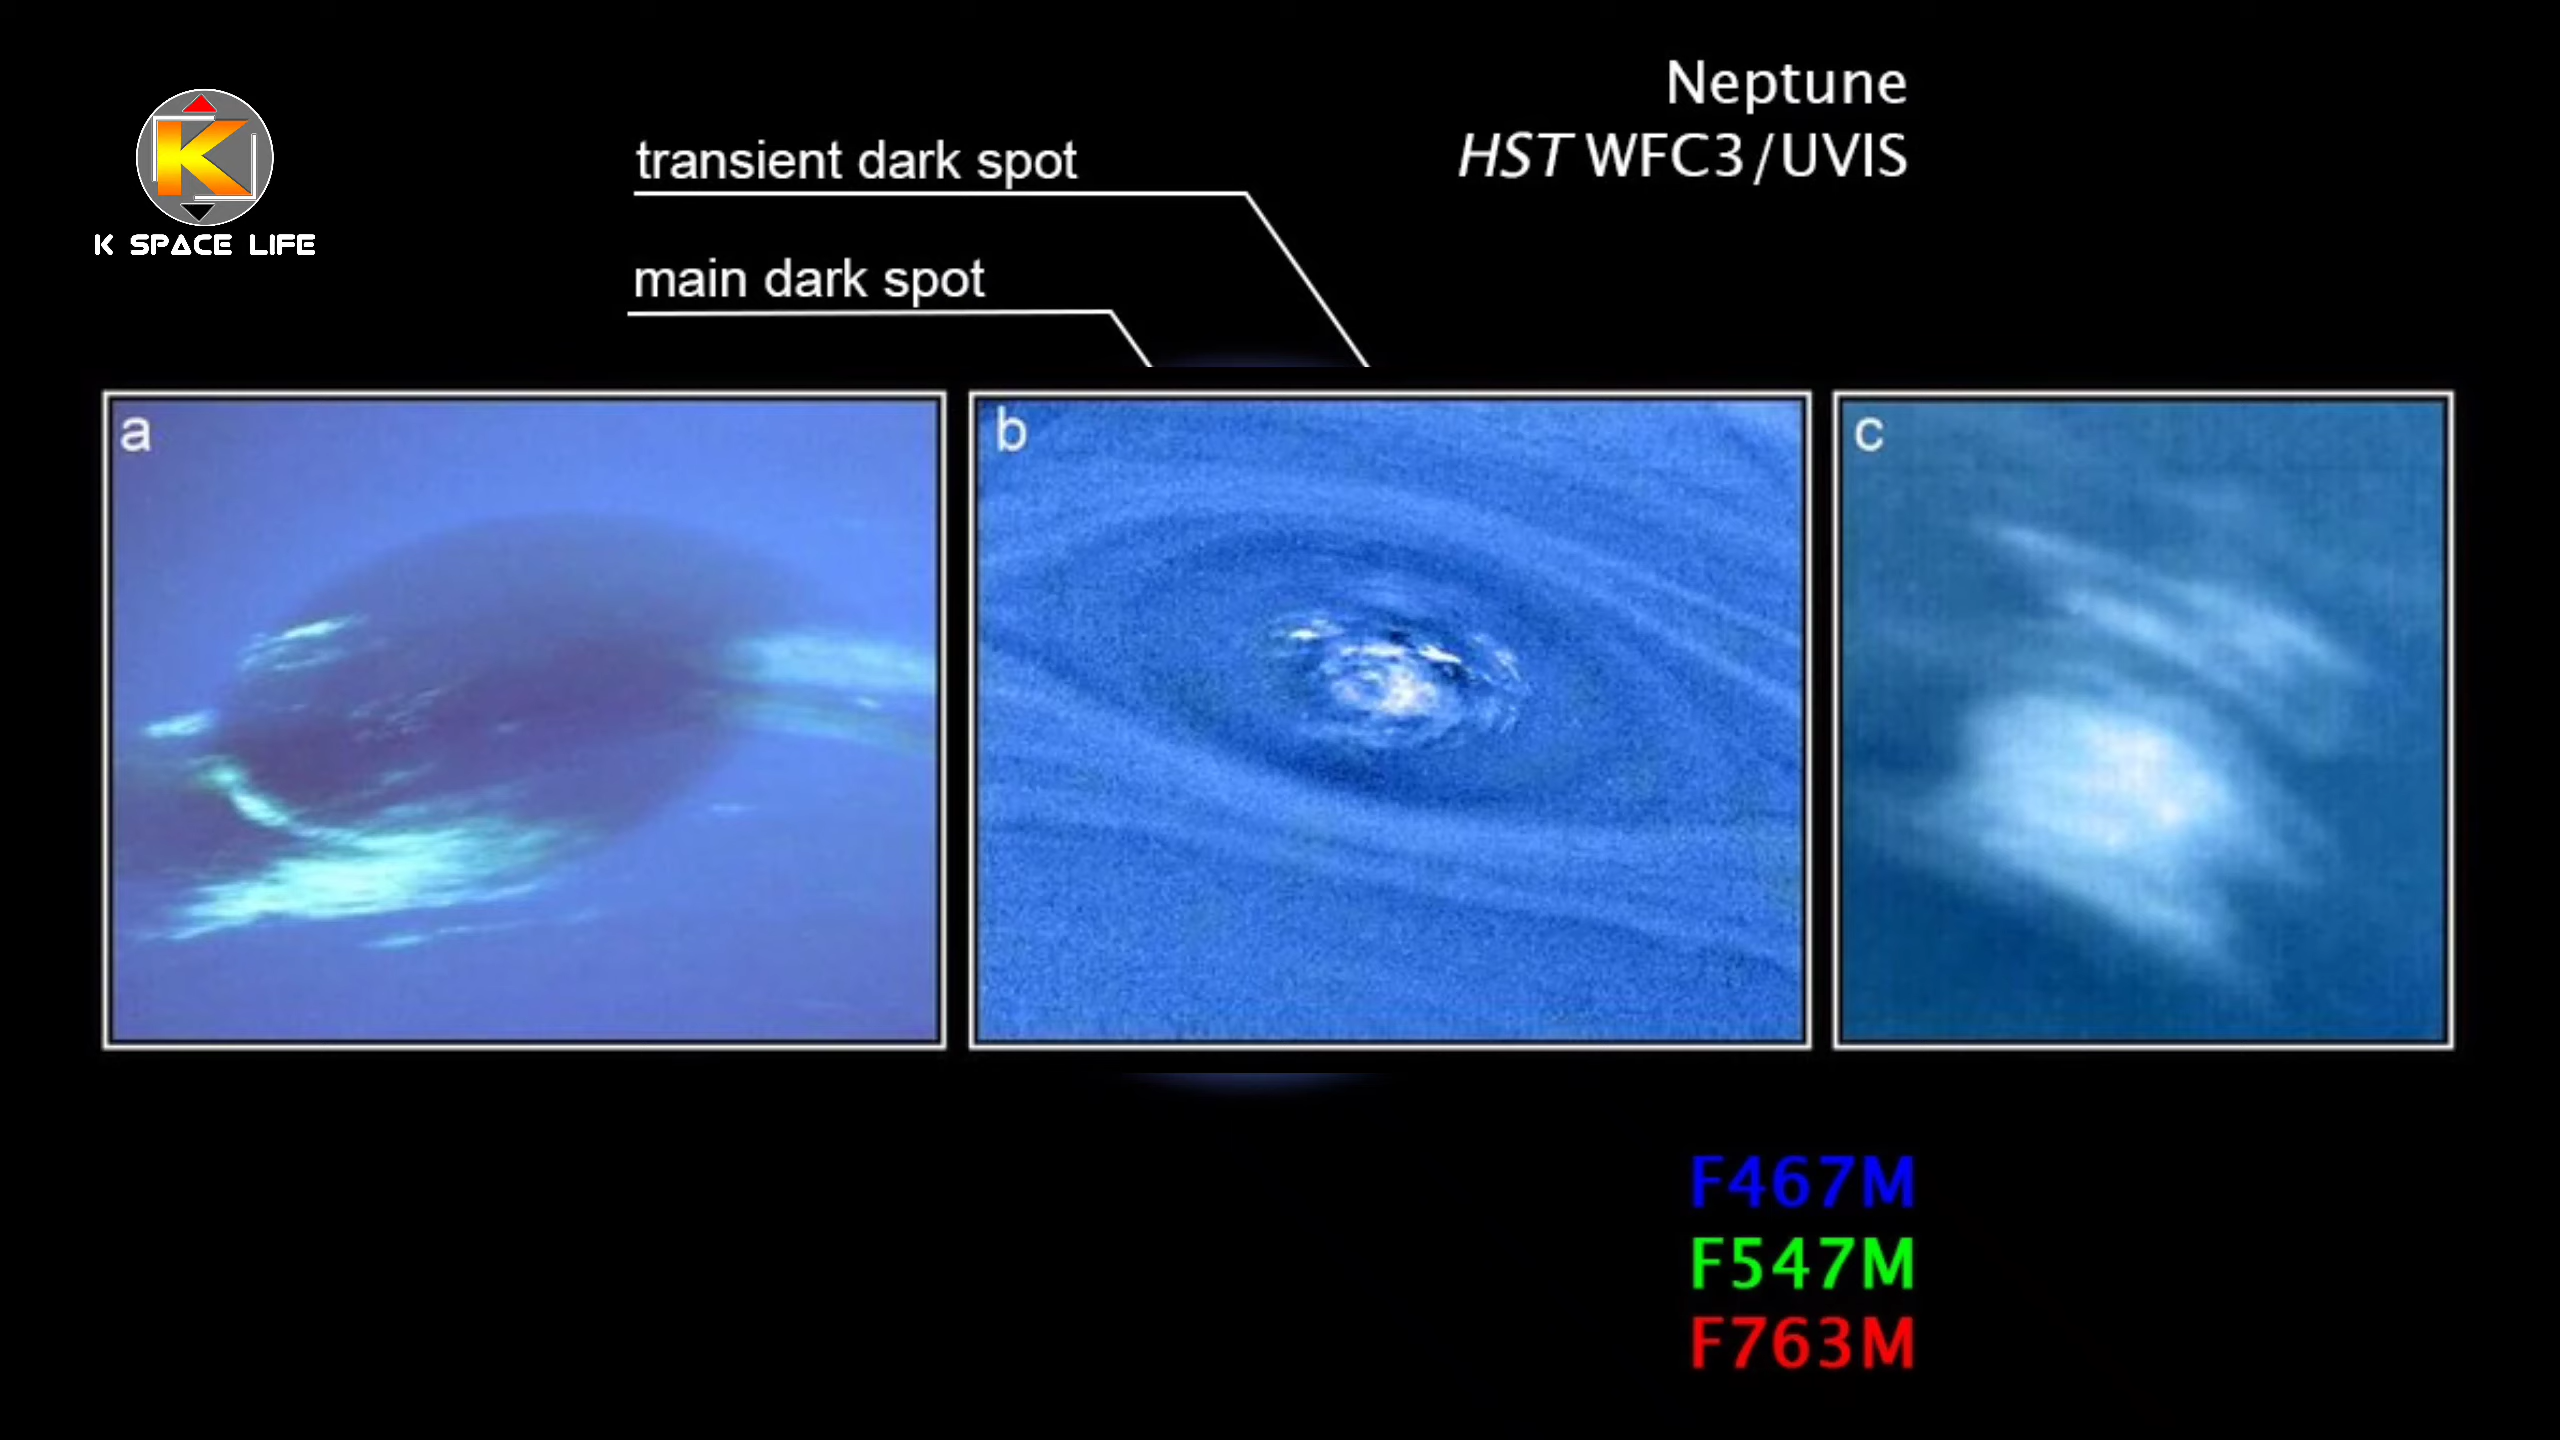 K
K SPACE LIFE
Neptune
HST WFC3/UVIS
transient dark spot
main dark spot
a
b
c
F467M
F547M
F763M